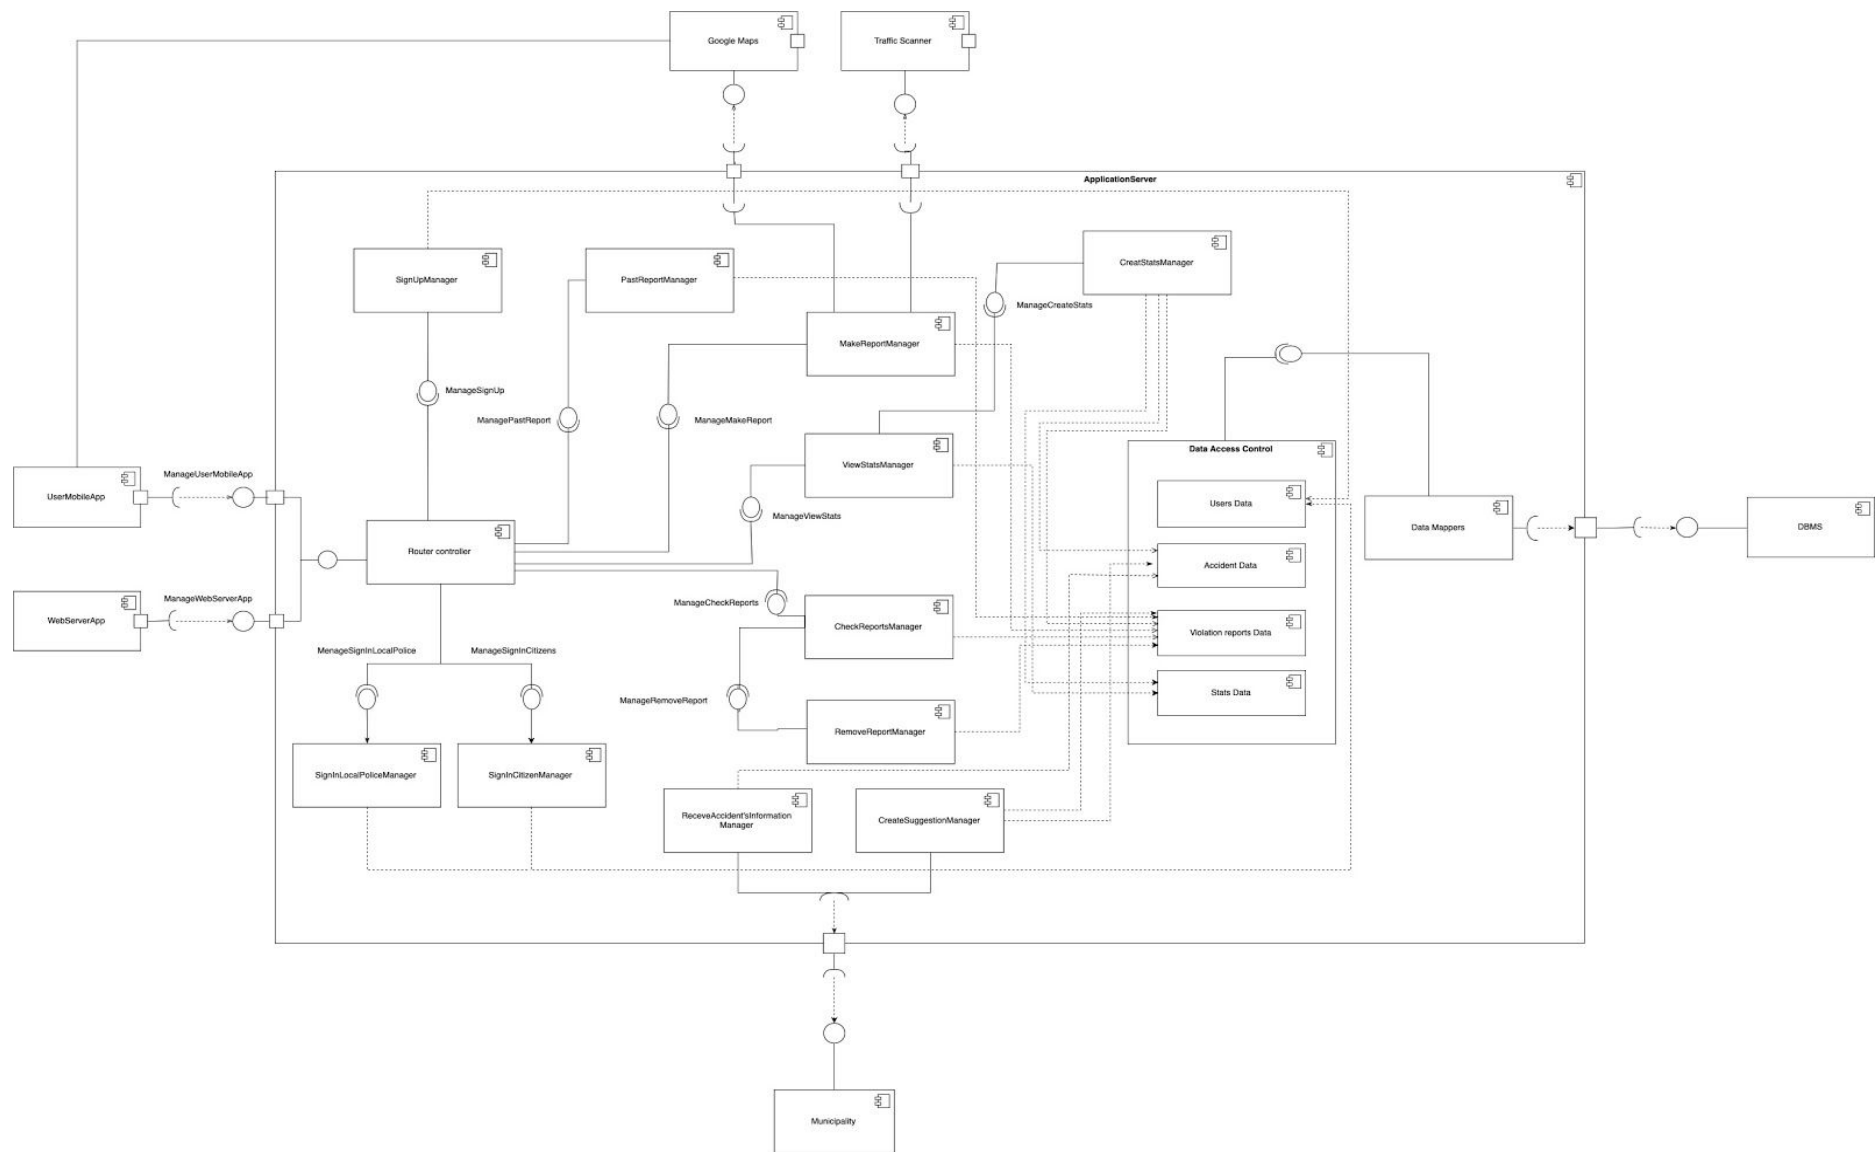 Google Maps
Traffic Scanner
ApplicationServer
SignUpManager
PastReportManager
CreatStatsManager
ManageCreateStats
MakeReportManager
ManageSignUp
ManagePastReport
ManageMakeReport
Data Access Control
ViewStatsManager
ManageUserMobileApp
UserMobileApp
Users Data
ManageViewStats
Data Mappers
DBMS
Router controller
Accident Data
ManageWebServerApp
ManageCheckReports
WebServerApp
CheckReportsManager
Violation reports Data
MenageSignInLocalPolice
ManageSignInCitizens
Stats Data
ManageRemoveReport
RemoveReportManager
SignInLocalPoliceManager
SignInCitizenManager
ReceveAccident'sInformation
Manager
CreateSuggestionManager
Municipality